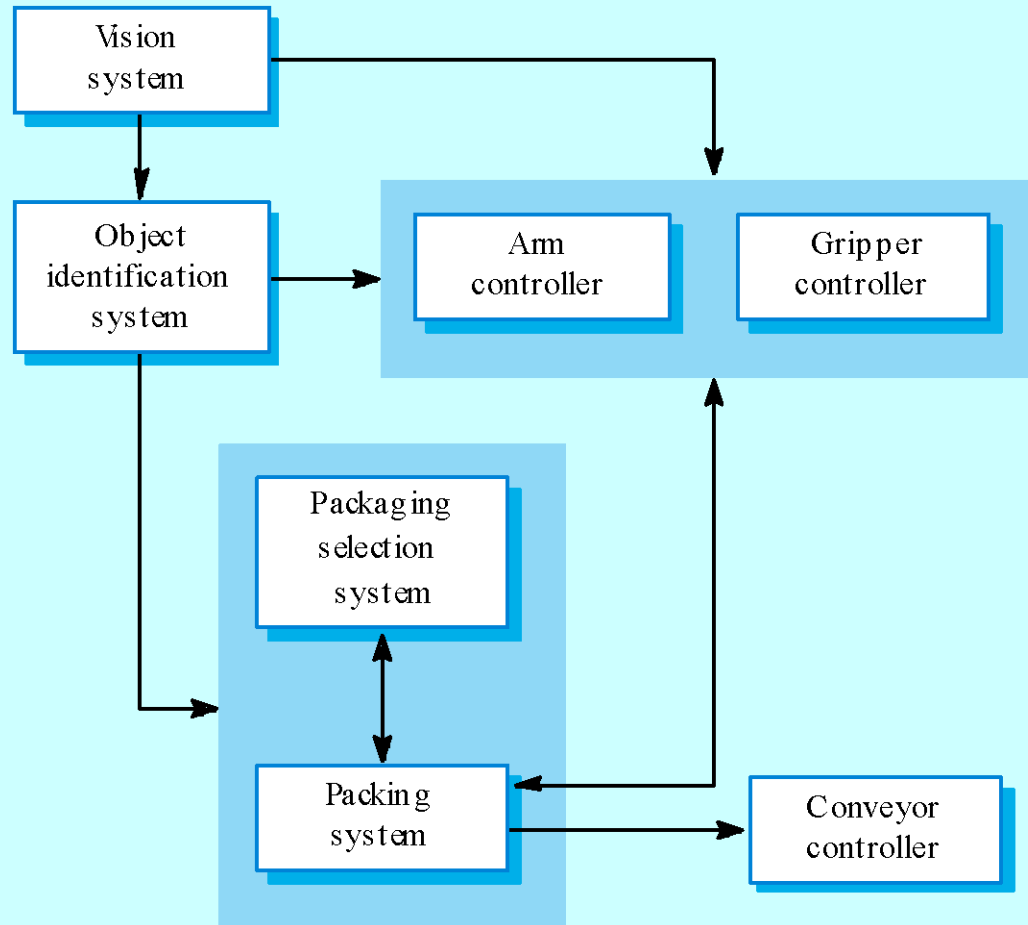 Vision
system
Object
identification
system
Arm
controller
Gripper
controller
Packaging
selection
system
Packing
system
Conveyor
controller